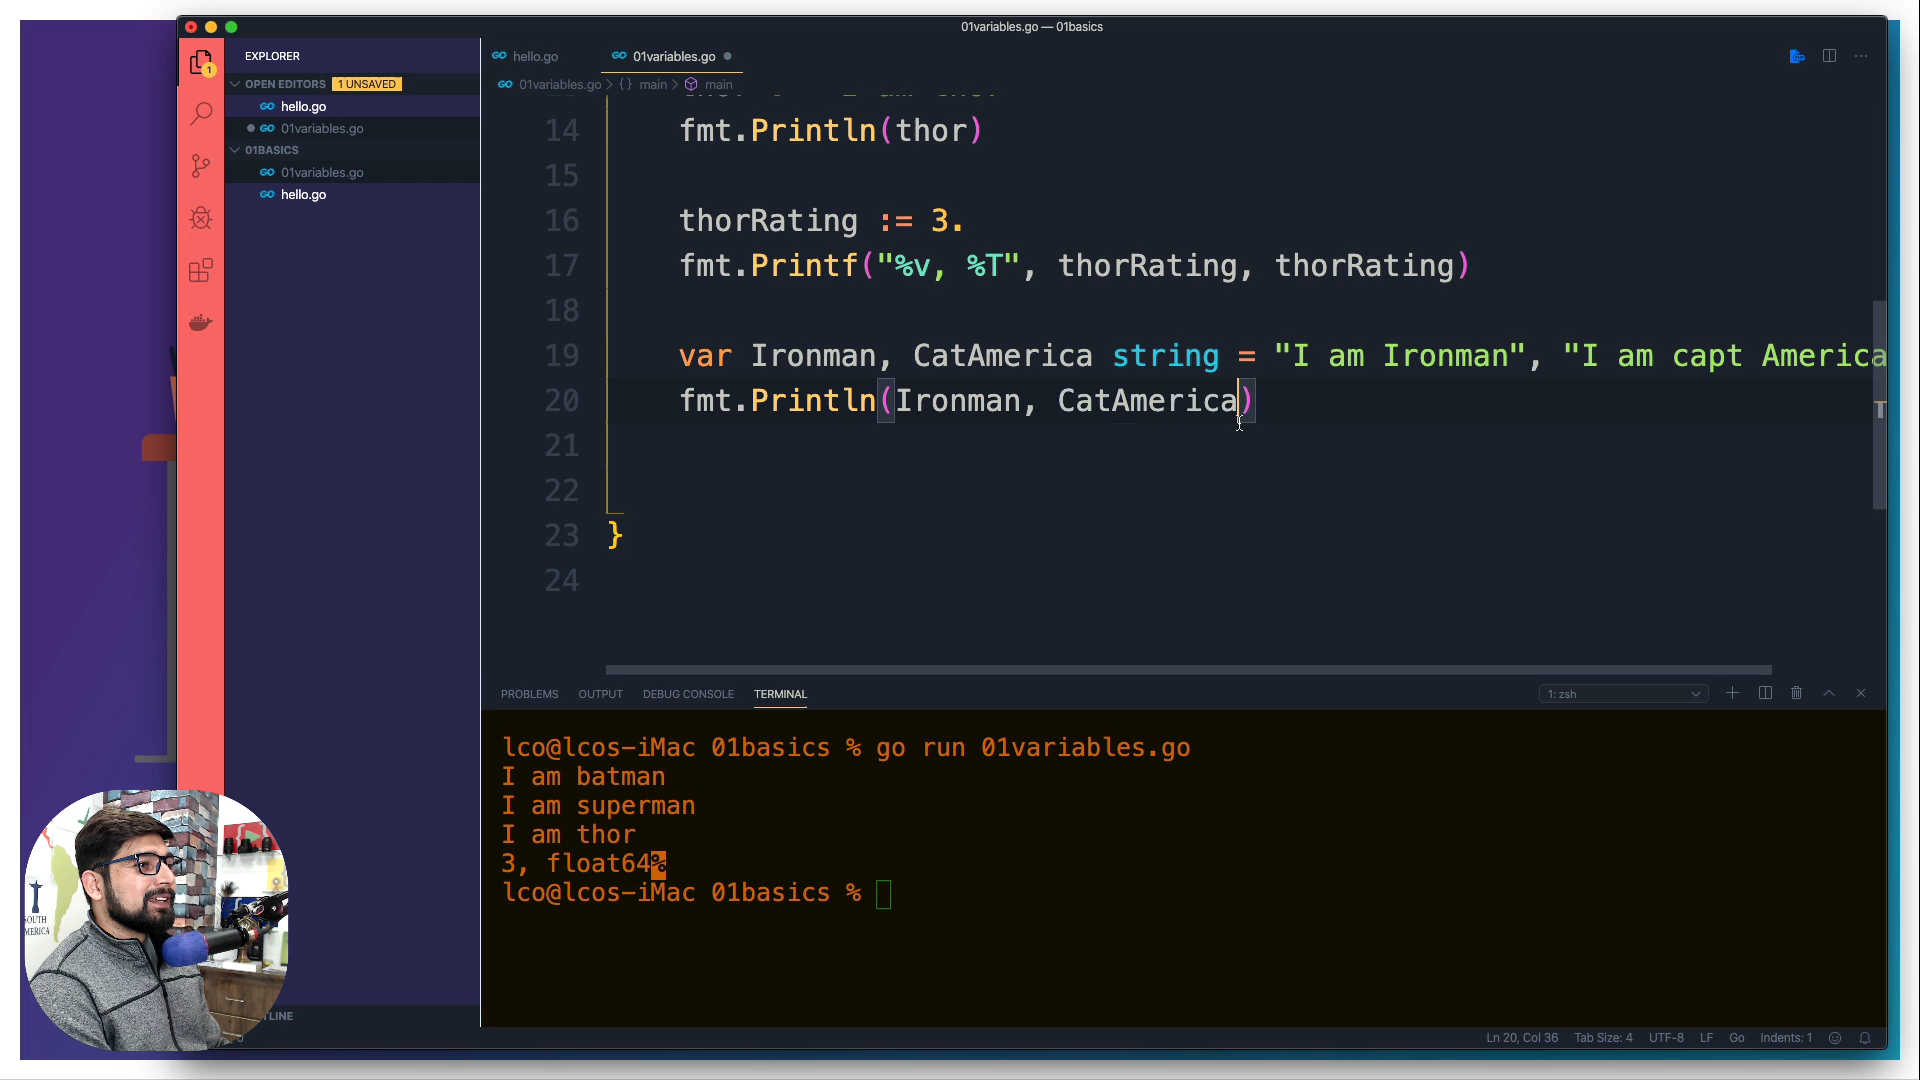 01variables.go — 01basics
EXPLORER
OPEN EDITORS 1 UNSAVED
hello.go
01variables.go
01BASICS
01variables.go
hello.go
hello.go
01variables.go
01variables.go > {} main > main
14 fmt.Println(thor)
15
16 thorRating := 3.
17 fmt.Printf("%v, %T", thorRating, thorRating)
18
19 var Ironman, CatAmerica string = "I am Ironman", "I am capt America
20 fmt.Println(Ironman, CatAmerica)
21
22
23 }
24
PROBLEMS OUTPUT DEBUG CONSOLE TERMINAL
1: zsh
lco@lcos-iMac 01basics % go run 01variables.go
I am batman
I am superman
I am thor
3, float64%
lco@lcos-iMac 01basics %
TLINE
Ln 20, Col 36 Tab Size: 4 UTF-8 LF Go Indents: 1
1
OUTH
MERICA